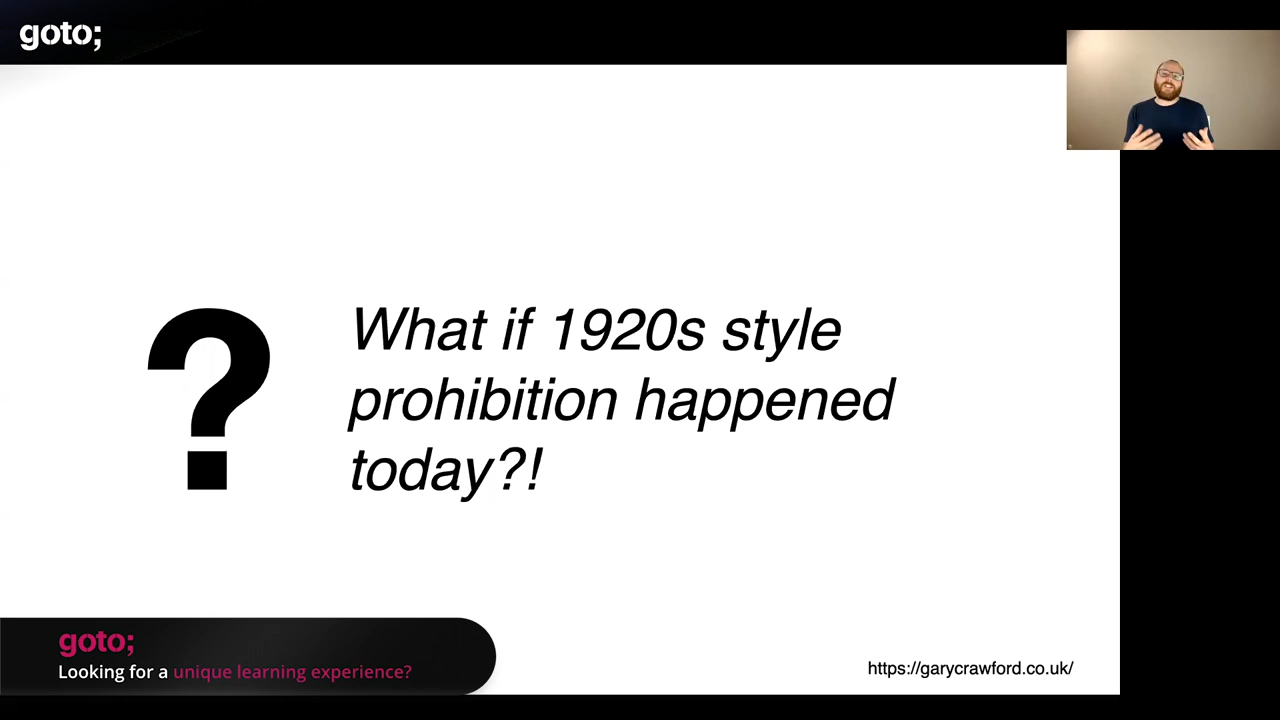 goto;
?
What if 1920s style
prohibition happened
today?!
goto;
Looking for a unique learning experience?
https://garycrawford.co.uk/